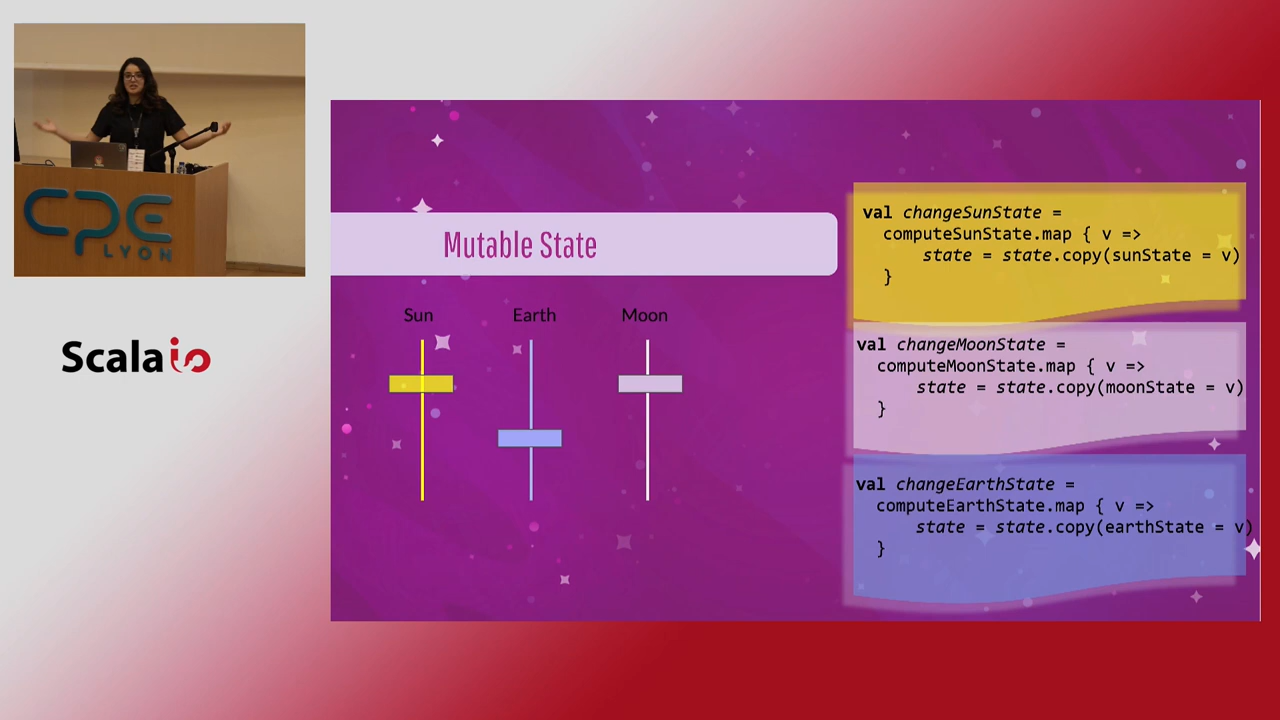 CPE
LYON
Scala io
Mutable State
Sun
Earth
Moon
val changeSunState =
computeSunState.map { v =>
state = state.copy(sunState = v)
}
val changeMoonState =
computeMoonState.map { v =>
state = state.copy(moonState = v)
}
val changeEarthState =
computeEarthState.map { v =>
state = state.copy(earthState = v)
}